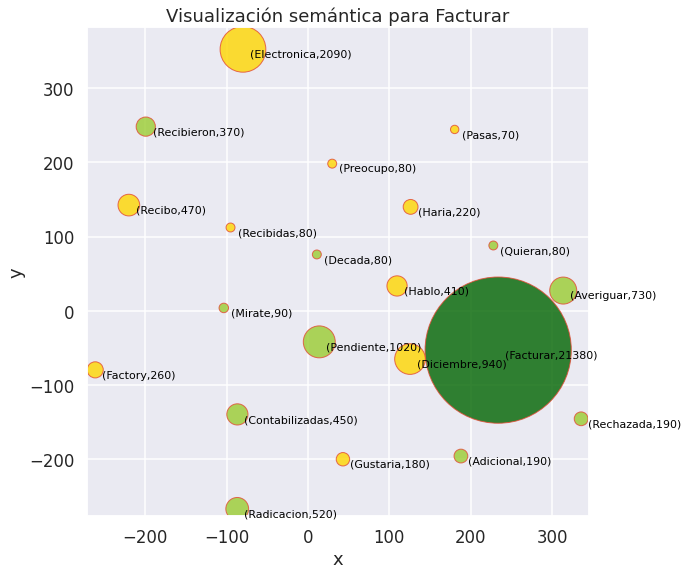 Visualización semántica para Facturar
(Electronica,2090)
(Recibieron,370)
(Pasas,70)
(Preocupo,80)
(Recibo,470)
(Haria,220)
(Recibidas,80)
(Quieran,80)
(Decada,80)
(Hablo,410)
(Averiguar,730)
(Mirate,90)
(Pendiente,1020)
(Facturar,21380)
(Diciembre,940)
(Factory,260)
(Contabilizadas,450)
(Rechazada,190)
(Gustaria,180)
(Adicional,190)
(Radicacion,520)
300
200
100
0
−100
−200
y
−200
−100
0
100
200
300
x